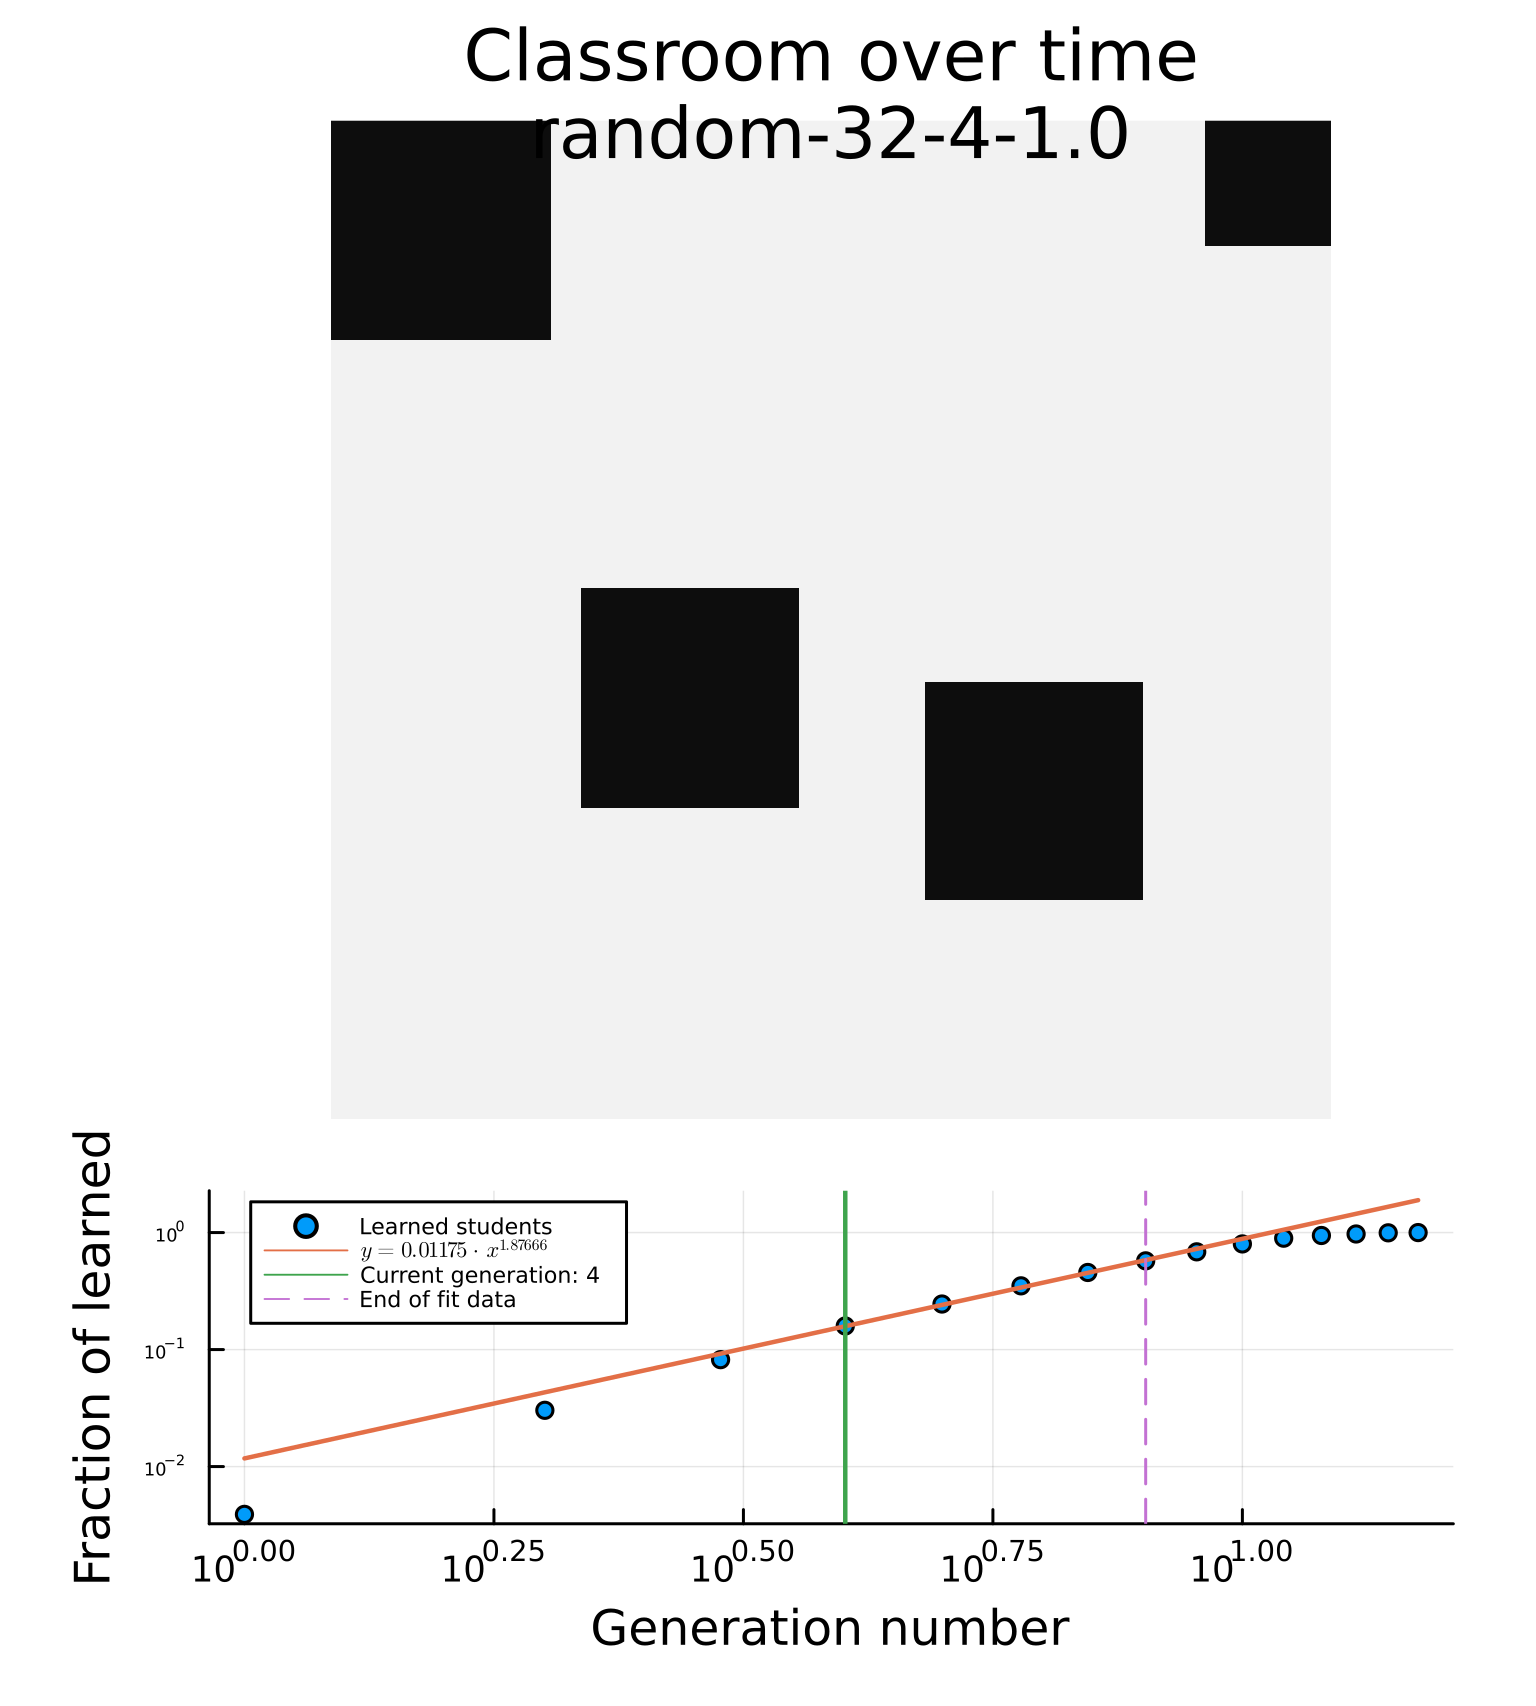 Classroom over time
random-32-4-1.0
Fraction of learned
10⁰
10⁻¹
10⁻²
Learned students
y = 0.01175 · x^1.87666
Current generation: 4
End of fit data
10^0.00 10^0.25 10^0.50 10^0.75 10^1.00
Generation number